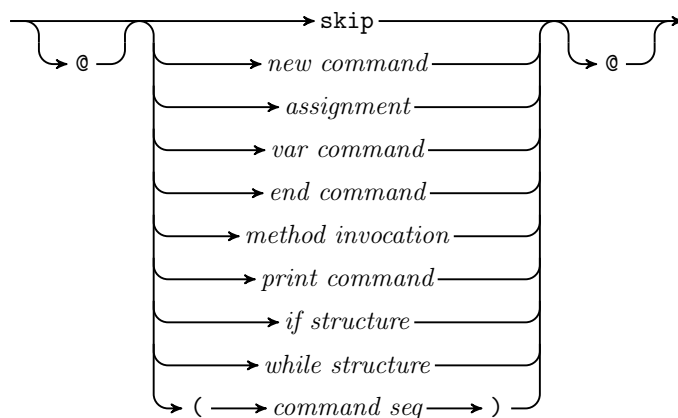 skip
@ new command @
assignment
var command
end command
method invocation
print command
if structure
while structure
( command seq )